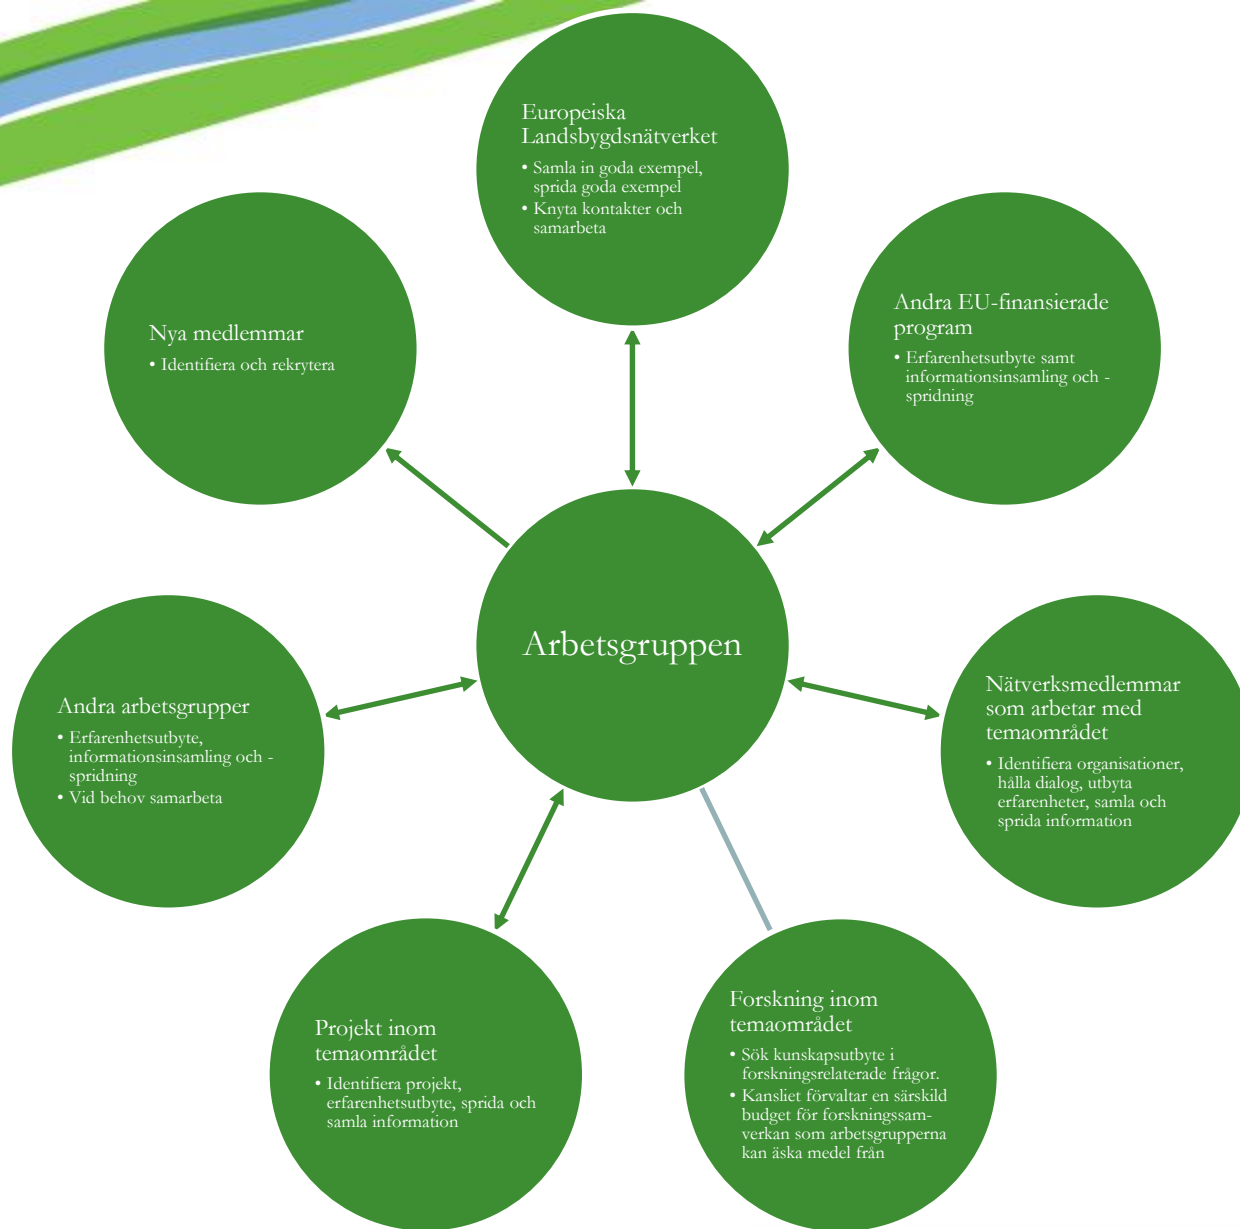 Europeiska
Landsbygdsnätverket
• Samla in goda exempel,
sprida goda exempel
• Knyta kontakter och
samarbeta
Andra EU-finansierade
program
• Erfarenhetsutbyte samt
informationsinsamling och -
spridning
Nya medlemmar
• Identifiera och rekrytera
Arbetsgruppen
Nätverksmedlemmar
som arbetar med
temaområdet
• Identifiera organisationer,
hålla dialog, utbyta
erfarenheter, samla och
sprida information
Andra arbetsgrupper
• Erfarenhetsutbyte,
informationsinsamling och -
spridning
• Vid behov samarbeta
Forskning inom
temaområdet
• Sök kunskapsutbyte i
forskningsrelaterade frågor.
• Kansliet förvaltar en särskild
budget för forskningssam-
verkan som arbetsgrupperna
kan äska medel från
Projekt inom
temaområdet
• Identifiera projekt,
erfarenhetsutbyte, sprida och
samla information